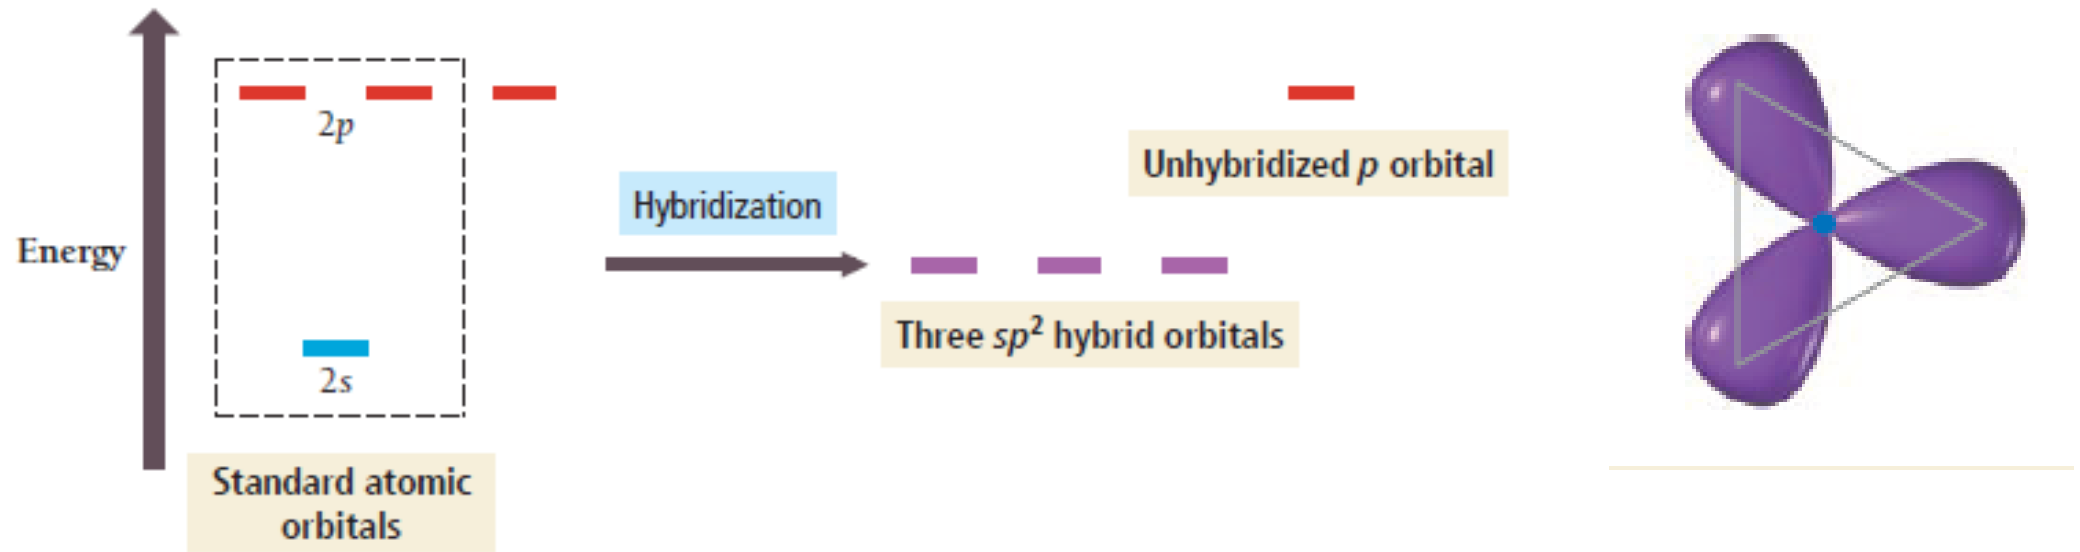 Energy
2p
2s
Standard atomic
orbitals
Hybridization
Three sp² hybrid orbitals
Unhybridized p orbital